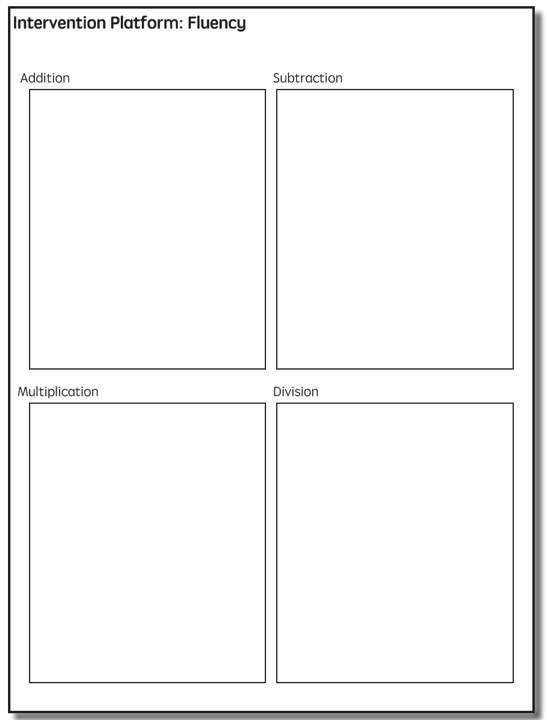 Intervention Platform: Fluency
Addition
Subtraction
Multiplication
Division